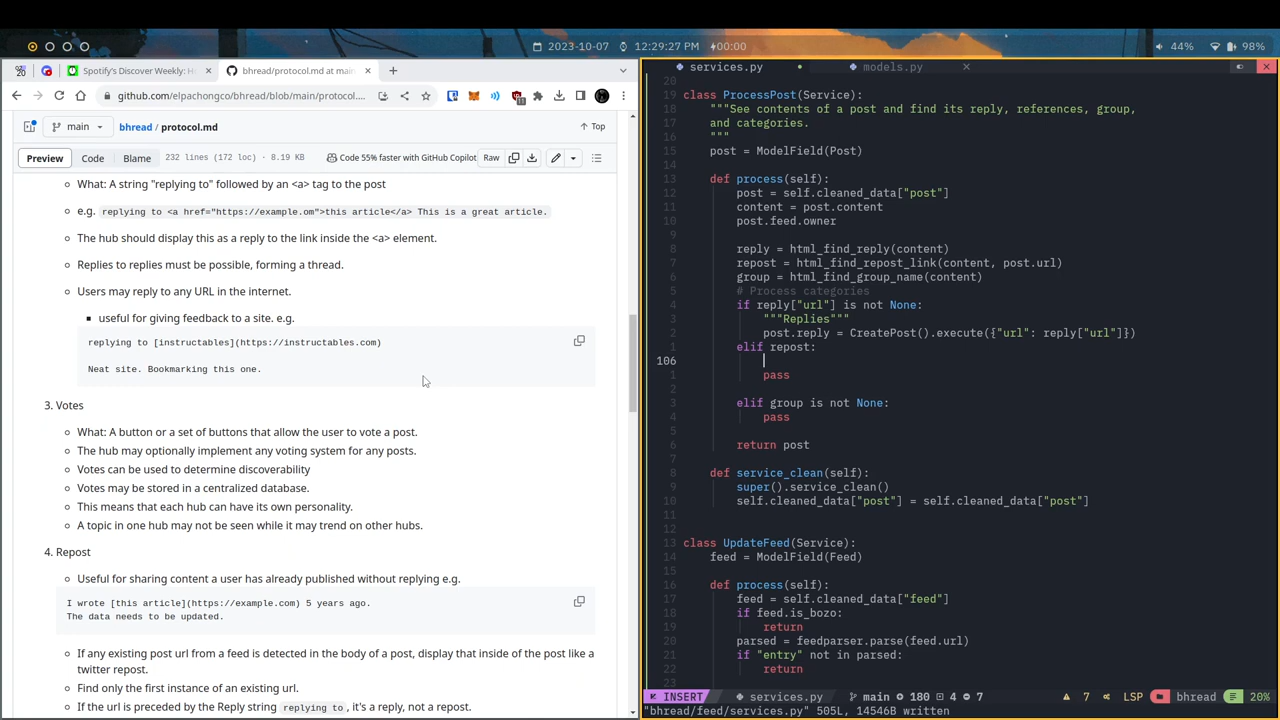 2023-10-07 12:29:27 00:00 44% 98%
Spotify's Discover Weekly: H
bhread/protocol.md at main
github.com/elpachongco/bhread/blob/main/protocol....
11
main
bhread / protocol.md
Top
Preview
Code
Blame
232 lines (172 loc) · 8.19 KB
Code 55% faster with GitHub Copilot
Raw
What: A string "replying to" followed by an <a> tag to the post
e.g. replying to <a href="https://example.om">this article</a> This is a great article.
The hub should display this as a reply to the link inside the <a> element.
Replies to replies must be possible, forming a thread.
Users may reply to any URL in the internet.
useful for giving feedback to a site. e.g.
replying to [instructables](https://instructables.com)
Neat site. Bookmarking this one.
3. Votes
What: A button or a set of buttons that allow the user to vote a post.
The hub may optionally implement any voting system for any posts.
Votes can be used to determine discoverability
Votes may be stored in a centralized database.
This means that each hub can have its own personality.
A topic in one hub may not be seen while it may trend on other hubs.
4. Repost
Useful for sharing content a user has already published without replying e.g.
I wrote [this article](https://example.com) 5 years ago.
The data needs to be updated.
If any existing post url from a feed is detected in the body of a post, display that inside of the post like a
twitter repost.
Find only the first instance of an existing url.
If the url is preceded by the Reply string replying to, it's a reply, not a repost.
services.py
models.py
20
19 class ProcessPost(Service):
18 """See contents of a post and find its reply, references, group,
17 and categories.
16 """
15 post = ModelField(Post)
14
13 def process(self):
12 post = self.cleaned_data["post"]
11 content = post.content
10 post.feed.owner
9
8 reply = html_find_reply(content)
7 repost = html_find_repost_link(content, post.url)
6 group = html_find_group_name(content)
5 # Process categories
4 if reply["url"] is not None:
3 """Replies"""
2 post.reply = CreatePost().execute({"url": reply["url"]})
1 elif repost:
106
1 pass
2
3 elif group is not None:
4 pass
5
6 return post
7
8 def service_clean(self):
9 super().service_clean()
10 self.cleaned_data["post"] = self.cleaned_data["post"]
11
12
13 class UpdateFeed(Service):
14 feed = ModelField(Feed)
15
16 def process(self):
17 feed = self.cleaned_data["feed"]
18 if feed.is_bozo:
19 return
20 parsed = feedparser.parse(feed.url)
21 if "entry" not in parsed:
22 return
23
INSERT services.py main 180 4 7 7 LSP bhread 20%
"bhread/feed/services.py" 505L, 14546B written